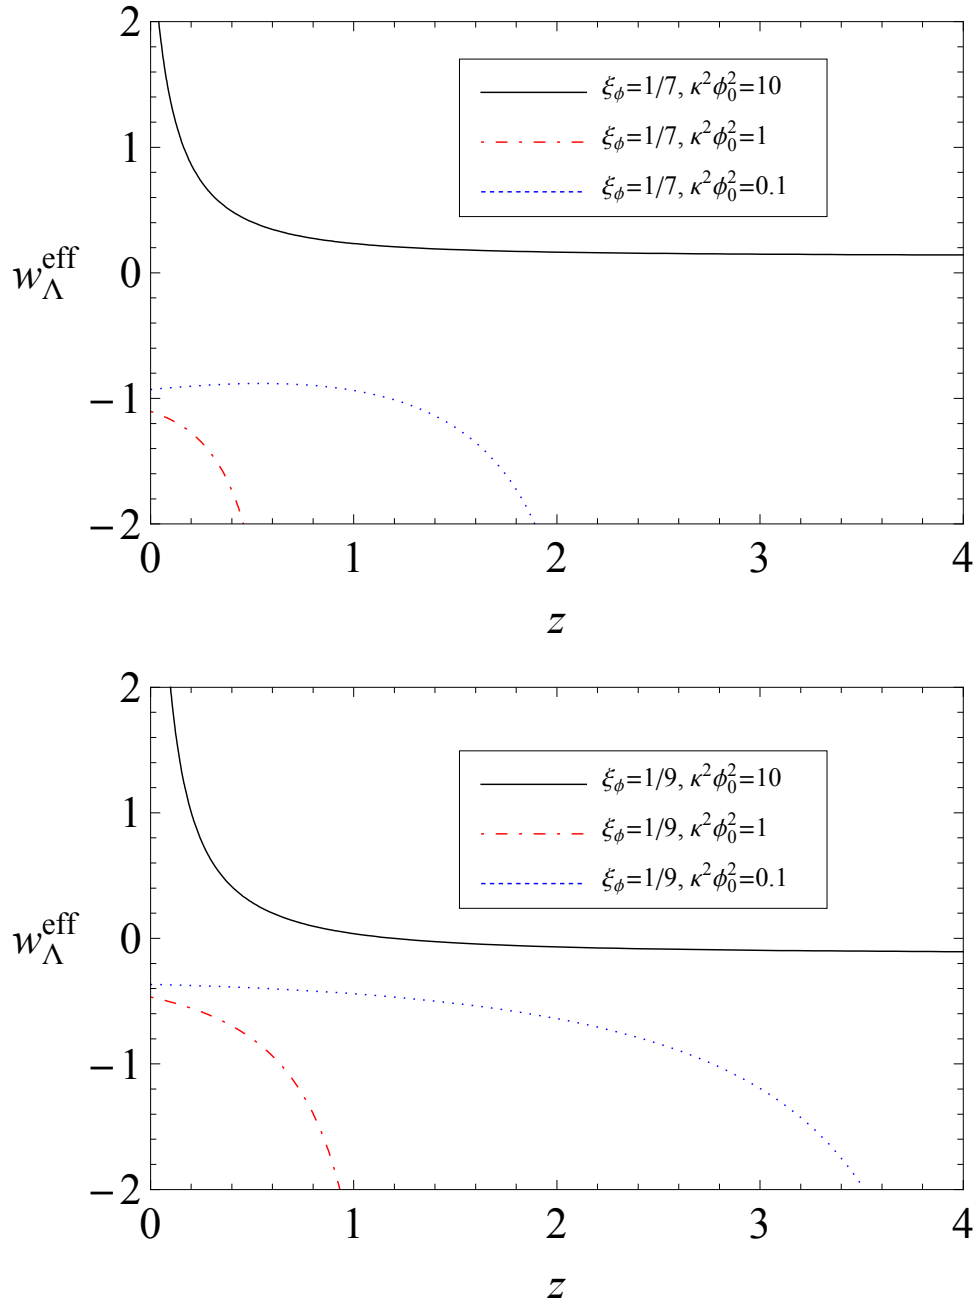 2
1
0
−1
−2
w_Λ^eff
ξ_ϕ=1/7, κ²ϕ₀²=10
ξ_ϕ=1/7, κ²ϕ₀²=1
ξ_ϕ=1/7, κ²ϕ₀²=0.1
0 1 2 3 4
z
2
1
0
−1
−2
w_Λ^eff
ξ_ϕ=1/9, κ²ϕ₀²=10
ξ_ϕ=1/9, κ²ϕ₀²=1
ξ_ϕ=1/9, κ²ϕ₀²=0.1
0 1 2 3 4
z